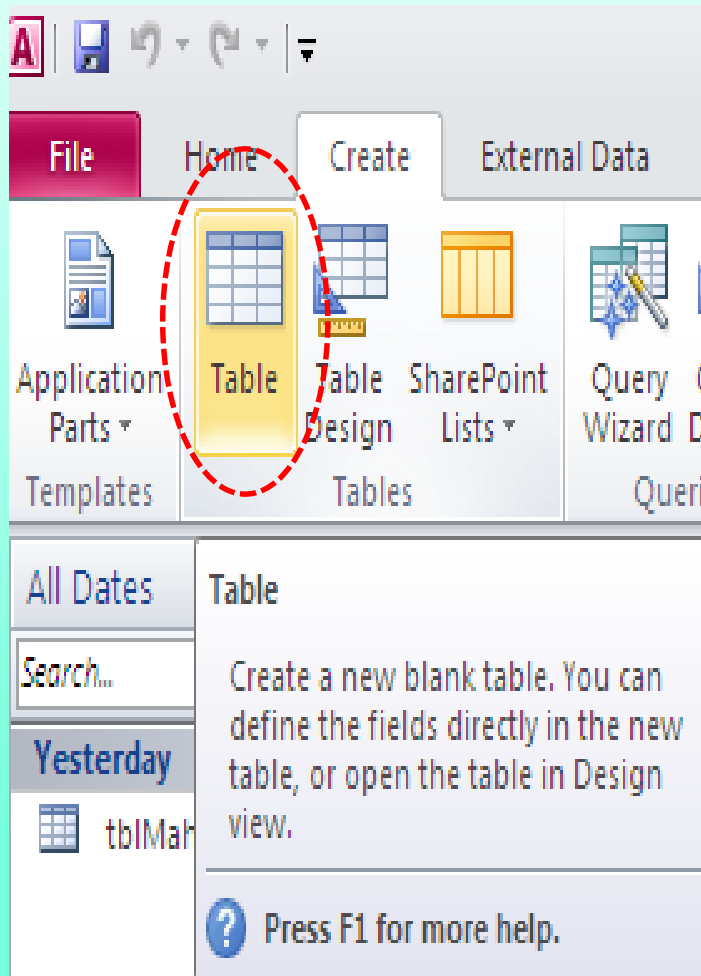 A
File Home Create External Data
Application Parts
Table
Table Design
SharePoint Lists
Query Wizard
Templates
Tables
All Dates
Search...
Yesterday
tblMah
Table
Create a new blank table. You can
define the fields directly in the new
table, or open the table in Design
view.
? Press F1 for more help.